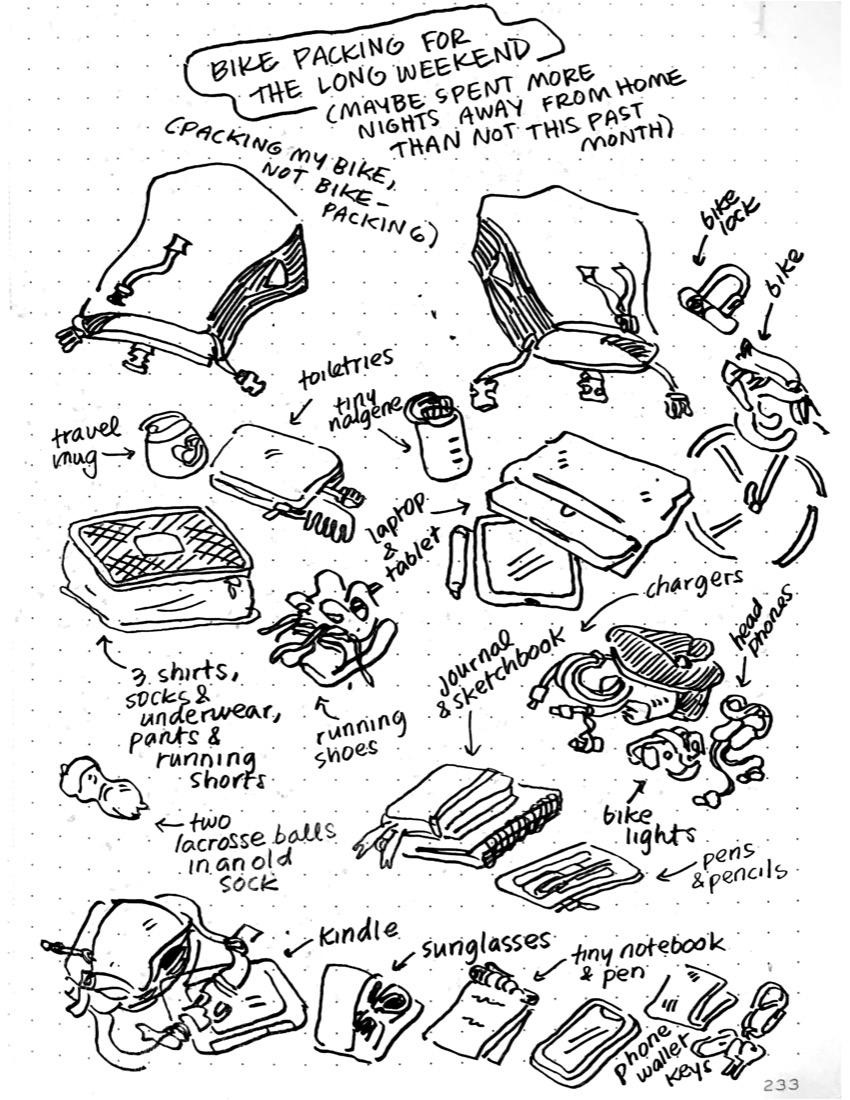 BIKE PACKING FOR
THE LONG WEEKEND
(MAYBE SPENT MORE
NIGHTS AWAY FROM HOME
THAN NOT THIS PAST
MONTH)
(PACKING MY BIKE,
NOT BIKE-
PACKING)
bike
lock
bike
toiletries
tiny
nalgene
travel
mug
laptop
&
tablet
chargers
head
phones
journal
& sketchbook
3 shirts,
socks &
underwear,
pants &
running
shorts
running
shoes
bike
lights
two
lacrosse balls
in an old
sock
pens
& pencils
Kindle
sunglasses
tiny notebook
& pen
phone
wallet
keys
233